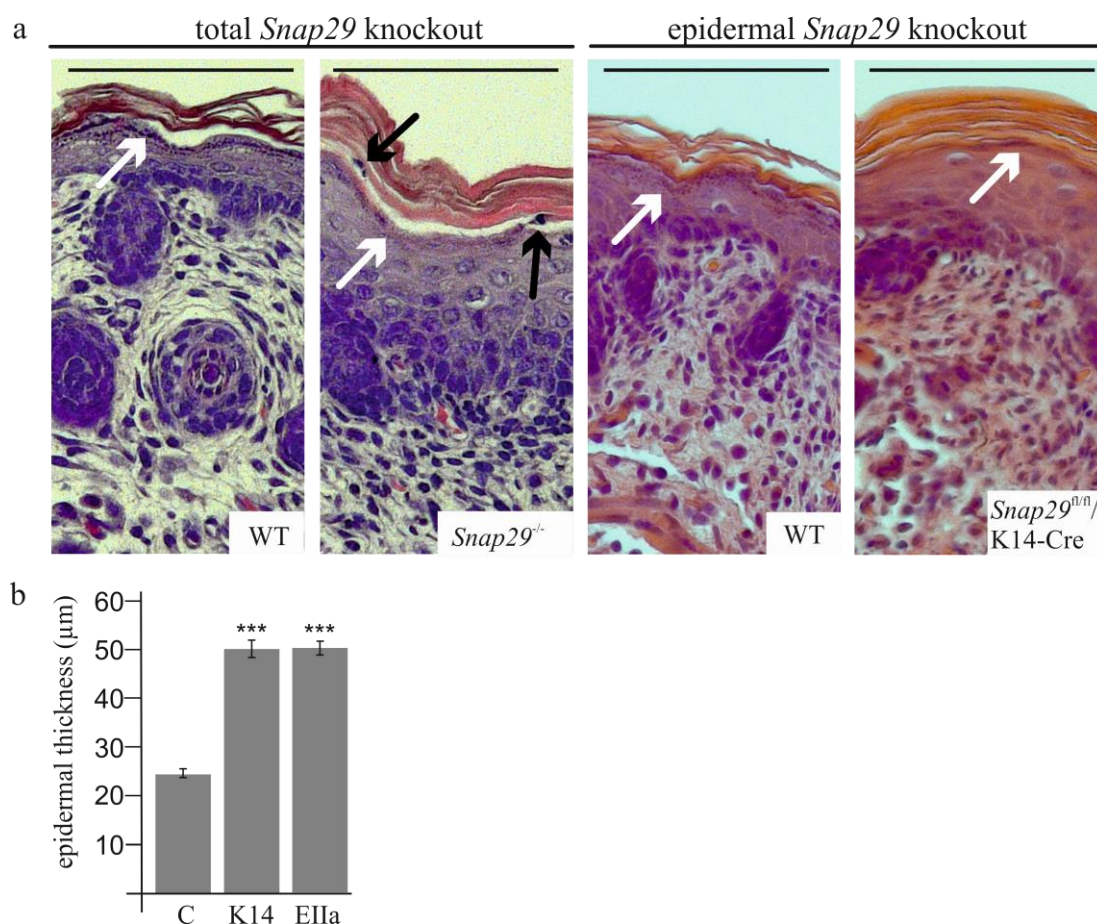 a
total Snap29 knockout
epidermal Snap29 knockout
WT
Snap29-/-
WT
Snap29fl/fl/
K14-Cre
b
epidermal thickness (µm)
60
50
40
30
20
10
***
***
C
K14
EIIa